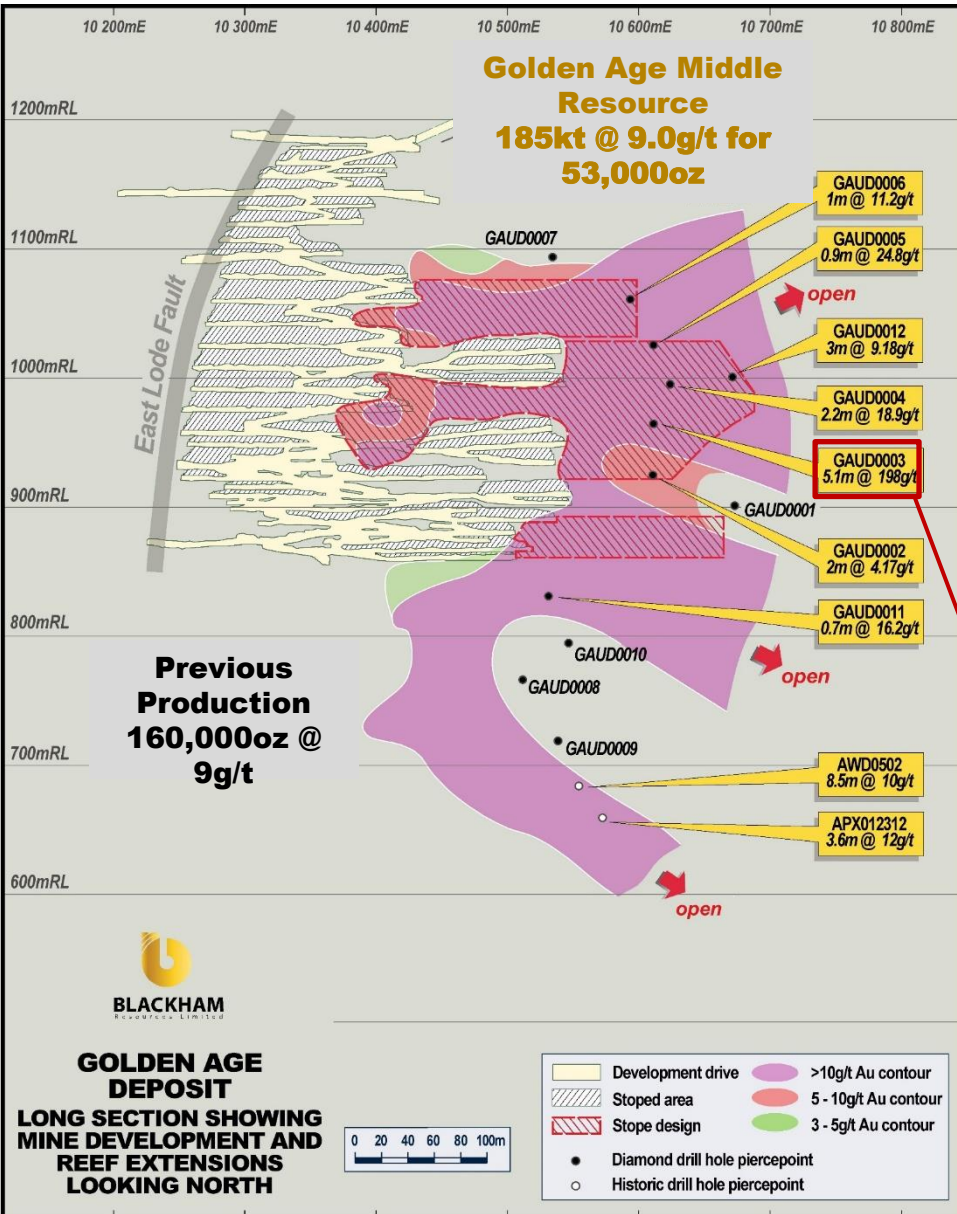 10 200mE 10 300mE 10 400mE 10 500mE 10 600mE 10 700mE 10 800mE
Golden Age Middle
Resource
185kt @ 9.0g/t for
53,000oz
1200mRL
1100mRL
1000mRL
900mRL
800mRL
700mRL
600mRL
East Lode Fault
GAUD0007
GAUD0006
1m @ 11.2g/t
GAUD0005
0.9m @ 24.8g/t
open
GAUD0012
3m @ 9.18g/t
GAUD0004
2.2m @ 18.9g/t
GAUD0003
5.1m @ 198g/t
GAUD0001
GAUD0002
2m @ 4.17g/t
GAUD0011
0.7m @ 16.2g/t
GAUD0010
open
GAUD0008
GAUD0009
Previous
Production
160,000oz @
9g/t
AWD0502
8.5m @ 10g/t
APX012312
3.6m @ 12g/t
open
BLACKHAM
Resources Limited
GOLDEN AGE
DEPOSIT
LONG SECTION SHOWING
MINE DEVELOPMENT AND
REEF EXTENSIONS
LOOKING NORTH
0 20 40 60 80 100m
Development drive
Stoped area
Stope design
>10g/t Au contour
5 - 10g/t Au contour
3 - 5g/t Au contour
Diamond drill hole piercepoint
Historic drill hole piercepoint